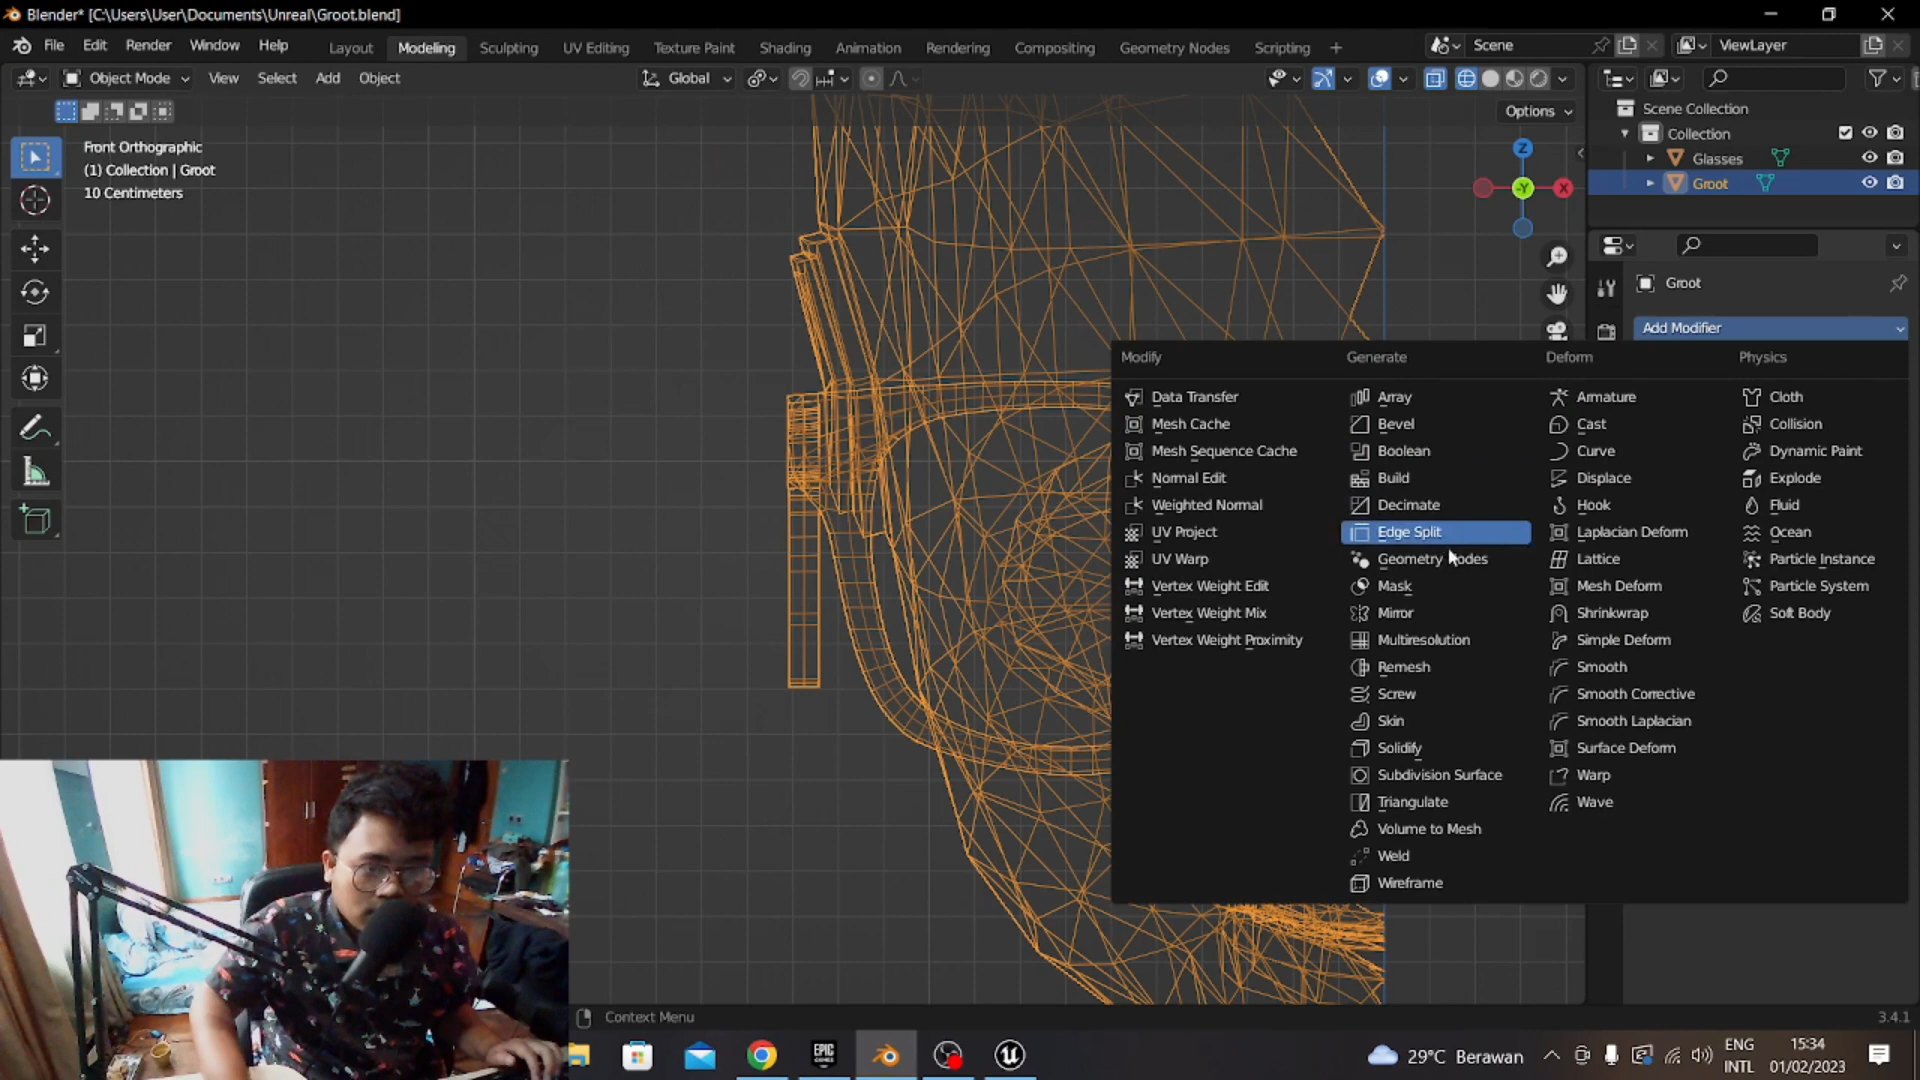 Blender* [C:\Users\User\Documents\Unreal\Groot.blend]
File Edit Render Window Help
Layout Modeling Sculpting UV Editing Texture Paint Shading Animation Rendering Compositing Geometry Nodes Scripting +
Scene
ViewLayer
Object Mode View Select Add Object
Global
Options
Front Orthographic
(1) Collection | Groot
10 Centimeters
Z
-Y
X
Scene Collection
Collection
Glasses
Groot
Groot
Add Modifier
Modify
Data Transfer
Mesh Cache
Mesh Sequence Cache
Normal Edit
Weighted Normal
UV Project
UV Warp
Vertex Weight Edit
Vertex Weight Mix
Vertex Weight Proximity
Generate
Array
Bevel
Boolean
Build
Decimate
Edge Split
Geometry Nodes
Mask
Mirror
Multiresolution
Remesh
Screw
Skin
Solidify
Subdivision Surface
Triangulate
Volume to Mesh
Weld
Wireframe
Deform
Armature
Cast
Curve
Displace
Hook
Laplacian Deform
Lattice
Mesh Deform
Shrinkwrap
Simple Deform
Smooth
Smooth Corrective
Smooth Laplacian
Surface Deform
Warp
Wave
Physics
Cloth
Collision
Dynamic Paint
Explode
Fluid
Ocean
Particle Instance
Particle System
Soft Body
Context Menu
3.4.1
EPIC
GAMES
29°C Berawan
ENG
INTL
15:34
01/02/2023